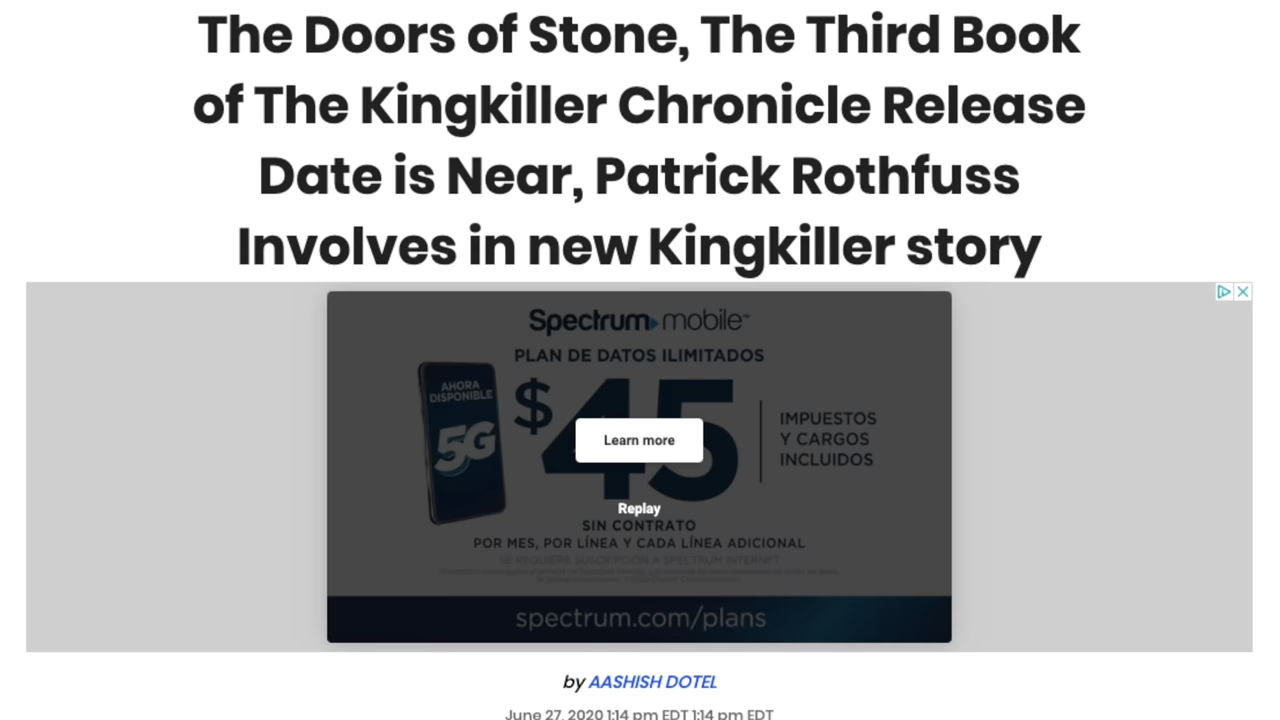 The Doors of Stone, The Third Book
of The Kingkiller Chronicle Release
Date is Near, Patrick Rothfuss
Involves in new Kingkiller story
Spectrum mobile™
PLAN DE DATOS ILIMITADOS
AHORA
DISPONIBLE
5G
$45
IMPUESTOS
Y CARGOS
INCLUIDOS
Learn more
Replay
SIN CONTRATO
POR MES, POR LÍNEA Y CADA LÍNEA ADICIONAL
SE REQUIERE SUSCRIPCIÓN A SPECTRUM INTERNET
spectrum.com/plans
by AASHISH DOTEL
June 27, 2020 1:14 pm EDT 1:14 pm EDT